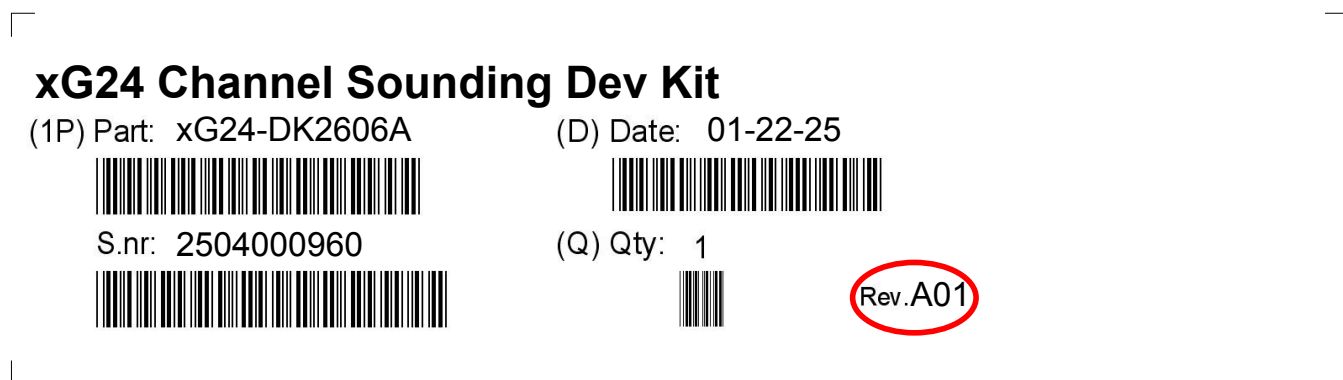 xG24 Channel Sounding Dev Kit
(1P) Part: xG24-DK2606A
(D) Date: 01-22-25
S.nr: 2504000960
(Q) Qty: 1
Rev.A01